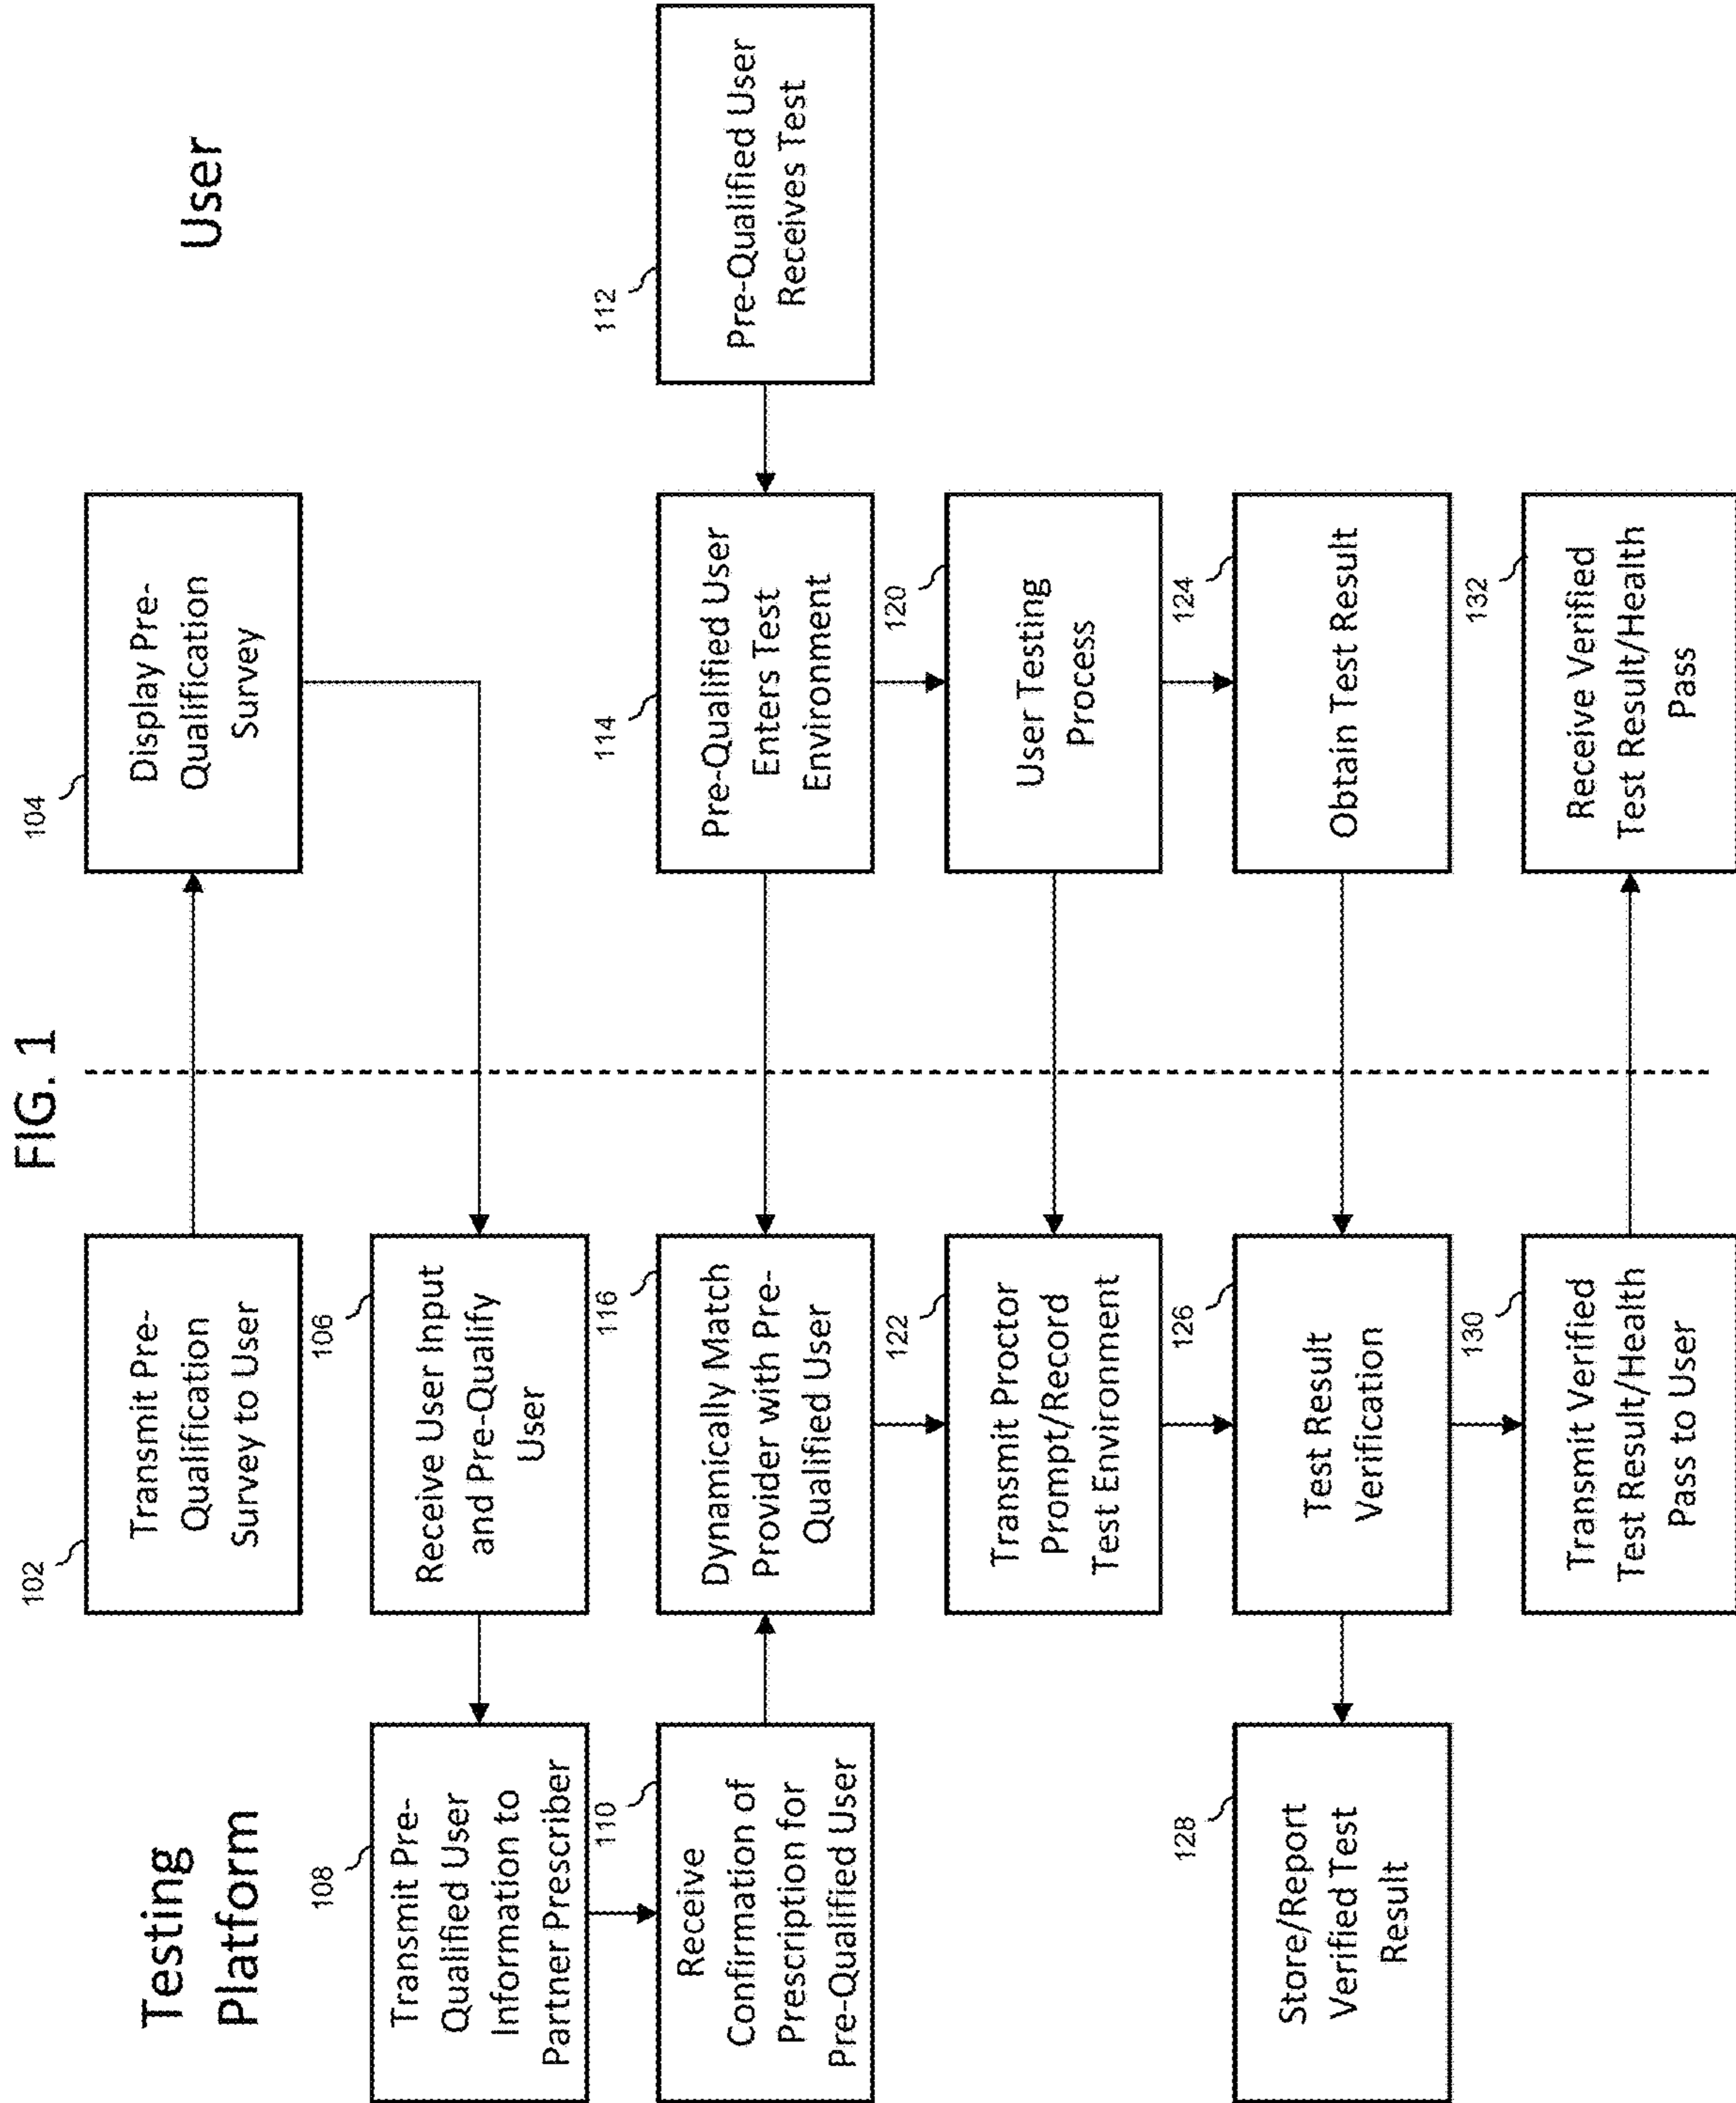 FIG. 1
Testing
Platform
User
102
Transmit Pre-
Qualification
Survey to User
104
Display Pre-
Qualification
Survey
108
Transmit Pre-
Qualified User
Information to
Partner Prescriber
106
Receive User Input
and Pre-Qualify
User
110
Receive
Confirmation of
Prescription for
Pre-Qualified User
116
Dynamically Match
Provider with Pre-
Qualified User
114
Pre-Qualified User
Enters Test
Environment
112
Pre-Qualified User
Receives Test
122
Transmit Proctor
Prompt/Record
Test Environment
120
User Testing
Process
128
Store/Report
Verified Test
Result
126
Test Result
Verification
124
Obtain Test Result
130
Transmit Verified
Test Result/Health
Pass to User
132
Receive Verified
Test Result/Health
Pass